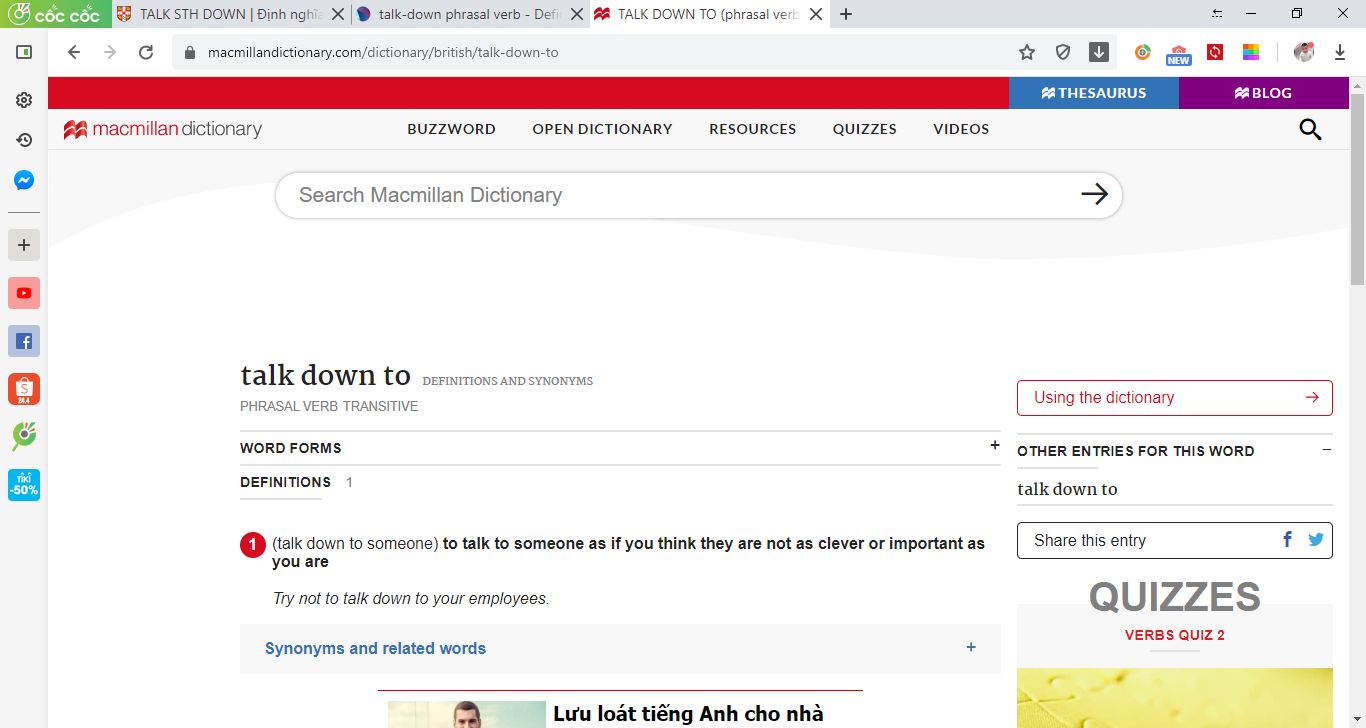 cốc cốc
TALK STH DOWN | Định nghĩa
talk-down phrasal verb - Defi
TALK DOWN TO (phrasal verb
macmillandictionary.com/dictionary/british/talk-down-to
NEW
THESAURUS
BLOG
macmillan dictionary
BUZZWORD
OPEN DICTIONARY
RESOURCES
QUIZZES
VIDEOS
Search Macmillan Dictionary
24.4
TIKI
-50%
talk down to DEFINITIONS AND SYNONYMS
PHRASAL VERB TRANSITIVE
WORD FORMS +
DEFINITIONS 1
1 (talk down to someone) to talk to someone as if you think they are not as clever or important as
you are
Try not to talk down to your employees.
Synonyms and related words +
Lưu loát tiếng Anh cho nhà
Using the dictionary
OTHER ENTRIES FOR THIS WORD −
talk down to
Share this entry
QUIZZES
VERBS QUIZ 2